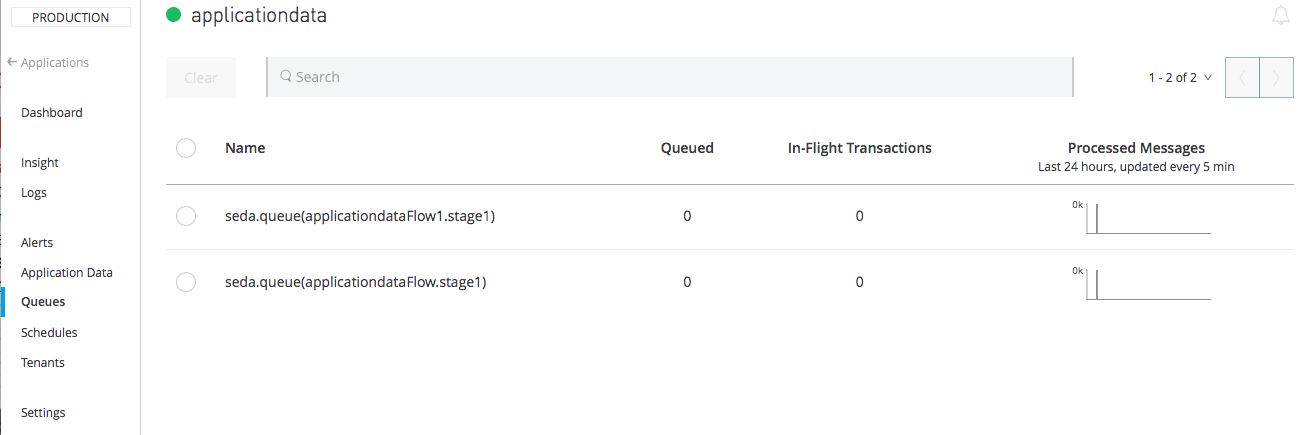 PRODUCTION
applicationdata
Applications
Clear
Search
1 - 2 of 2
Dashboard
Insight
Logs
Alerts
Application Data
Queues
Schedules
Tenants
Settings
Name Queued In-Flight Transactions Processed Messages
Last 24 hours, updated every 5 min
seda.queue(applicationdataFlow1.stage1) 0 0 0k
seda.queue(applicationdataFlow.stage1) 0 0 0k